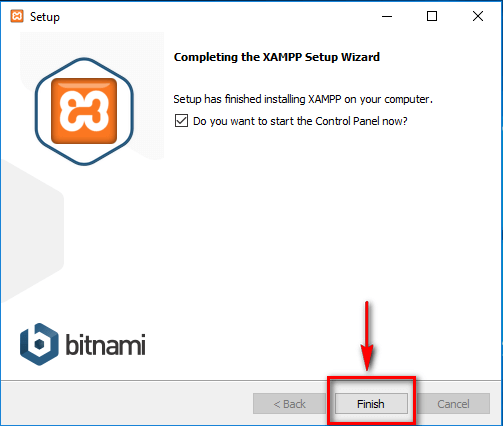 Setup
Completing the XAMPP Setup Wizard
Setup has finished installing XAMPP on your computer.
Do you want to start the Control Panel now?
bitnami
< Back
Finish
Cancel